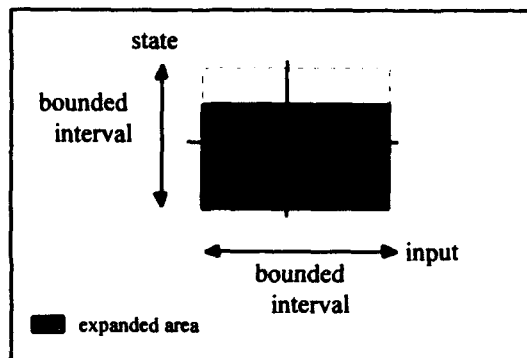 state
bounded
interval
input
bounded
interval
expanded area